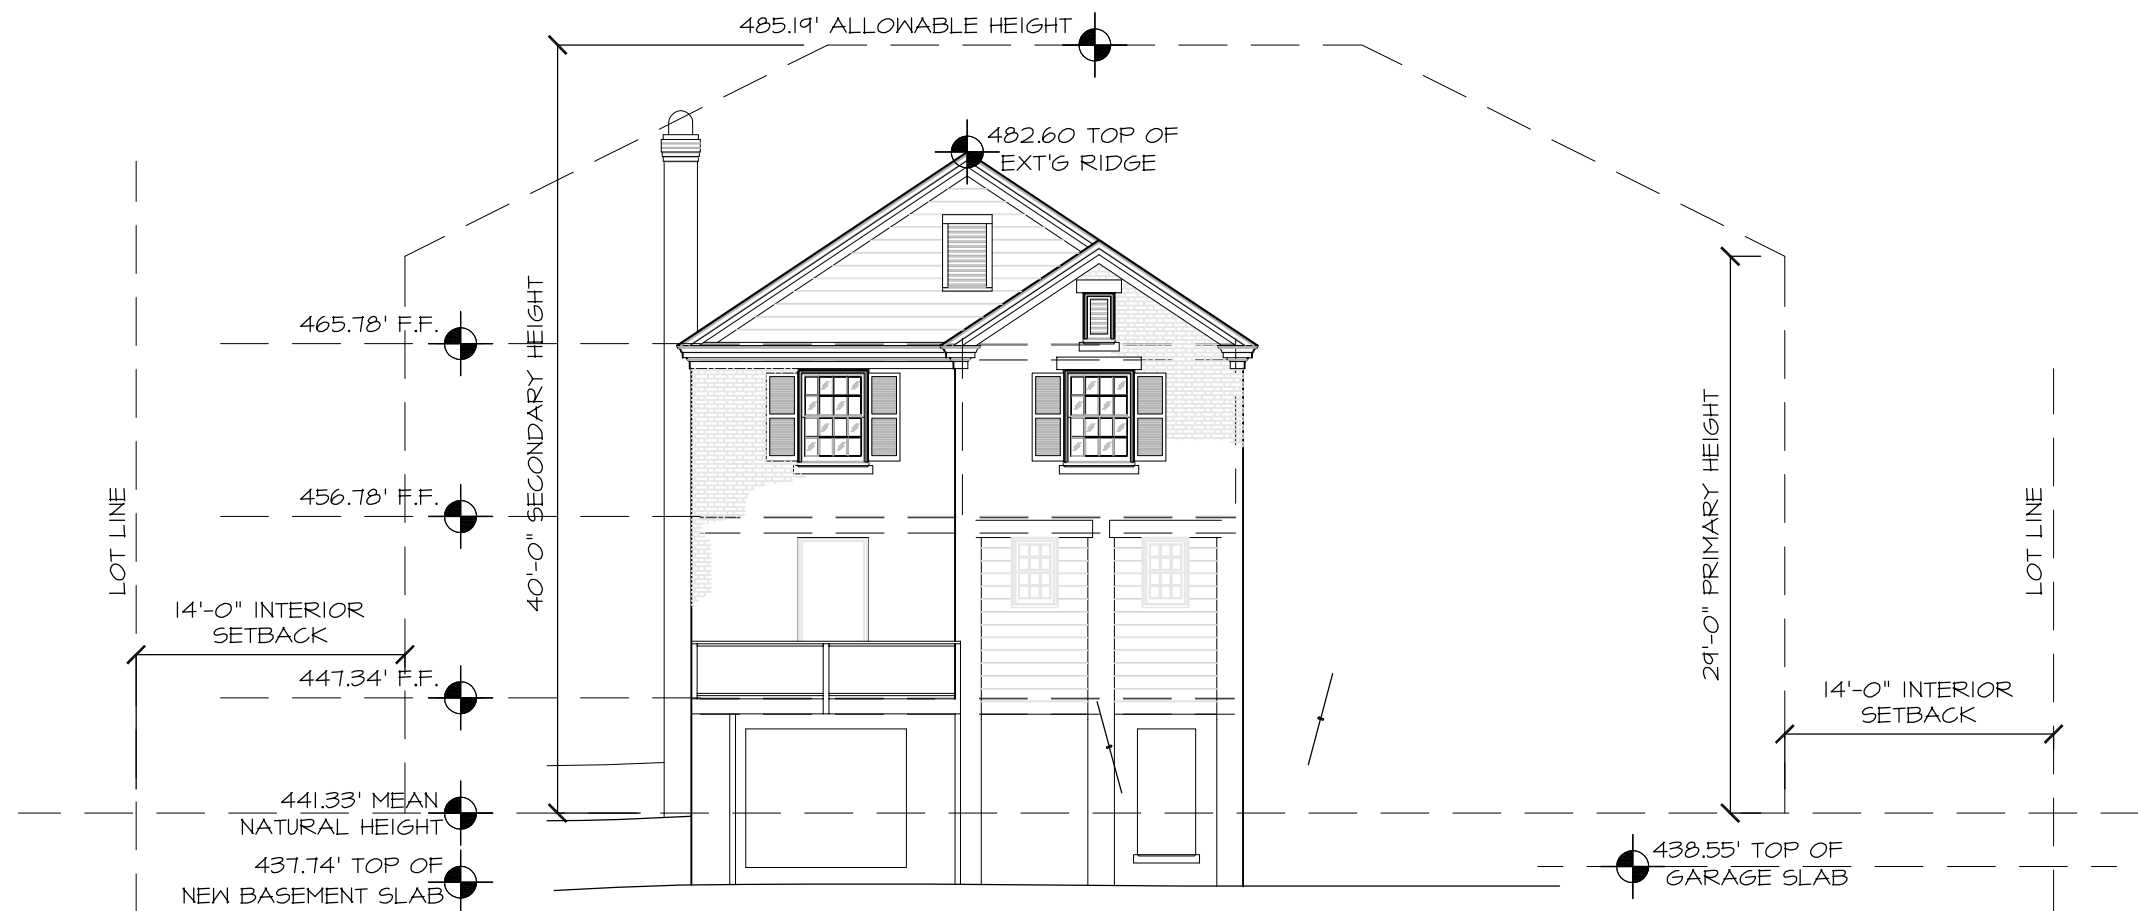 485.19' ALLOWABLE HEIGHT
482.60 TOP OF
EXT'G RIDGE
465.78' F.F.
40'-0" SECONDARY HEIGHT
456.78' F.F.
29'-0" PRIMARY HEIGHT
LOT LINE
LOT LINE
14'-0" INTERIOR
SETBACK
447.34' F.F.
14'-0" INTERIOR
SETBACK
441.33' MEAN
NATURAL HEIGHT
437.74' TOP OF
NEW BASEMENT SLAB
438.55' TOP OF
GARAGE SLAB